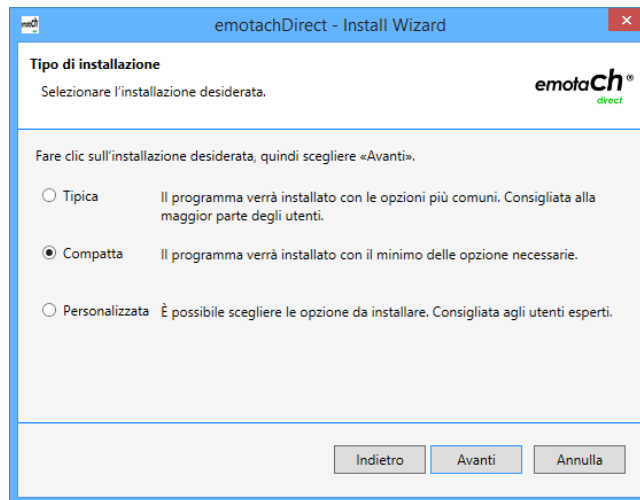 emotachDirect - Install Wizard
Tipo di installazione
Selezionare l'installazione desiderata.
emotaCh ®
direct
Fare clic sull'installazione desiderata, quindi scegliere «Avanti».
Tipica
Il programma verrà installato con le opzioni più comuni. Consigliata alla
maggior parte degli utenti.
Compatta
Il programma verrà installato con il minimo delle opzione necessarie.
Personalizzata
È possibile scegliere le opzione da installare. Consigliata agli utenti esperti.
Indietro
Avanti
Annulla